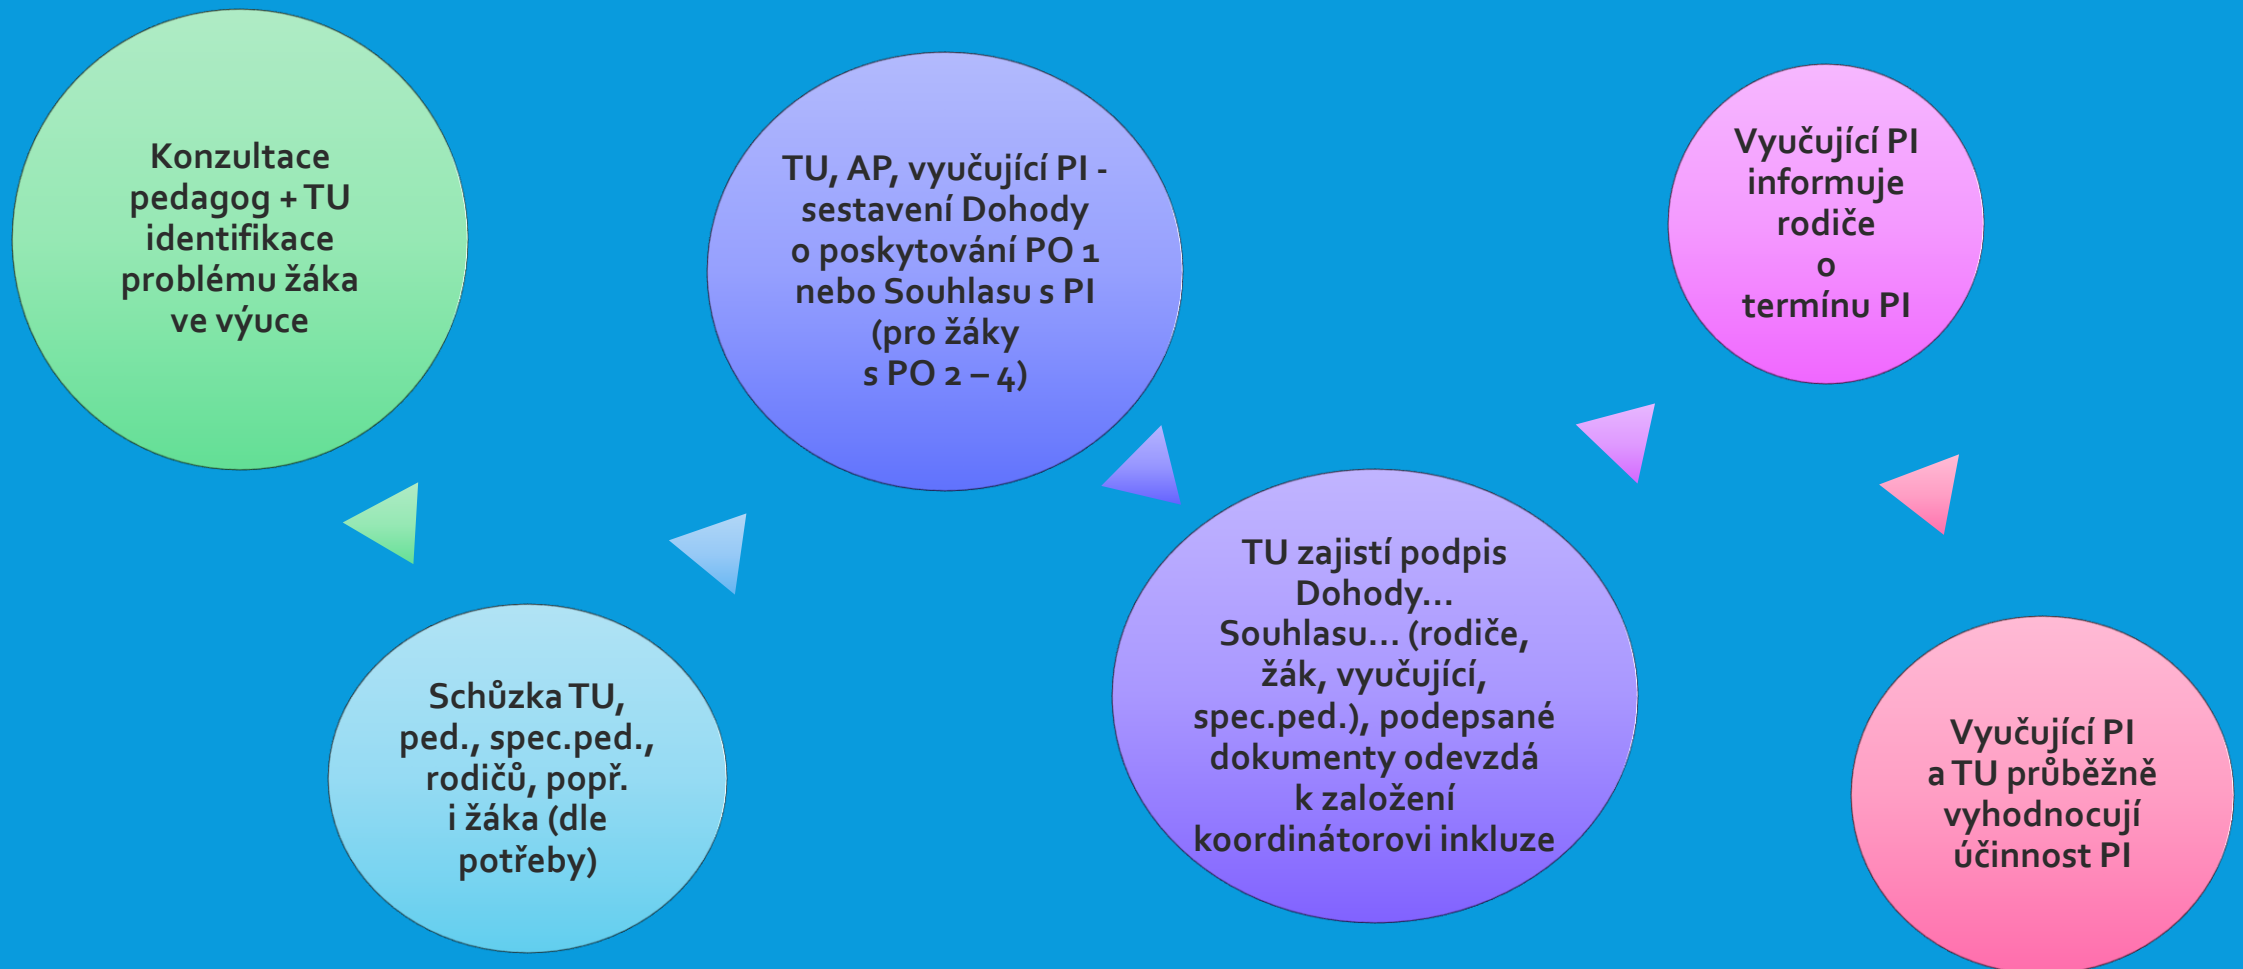 Konzultace
pedagog + TU
identifikace
problému žáka
ve výuce
Schůzka TU,
ped., spec.ped.,
rodičů, popř.
i žáka (dle
potřeby)
TU, AP, vyučující PI -
sestavení Dohody
o poskytování PO 1
nebo Souhlasu s PI
(pro žáky
s PO 2 – 4)
TU zajistí podpis
Dohody...
Souhlasu... (rodiče,
žák, vyučující,
spec.ped.), podepsané
dokumenty odevzdá
k založení
koordinátorovi inkluze
Vyučující PI
informuje
rodiče
o
termínu PI
Vyučující PI
a TU průběžně
vyhodnocují
účinnost PI